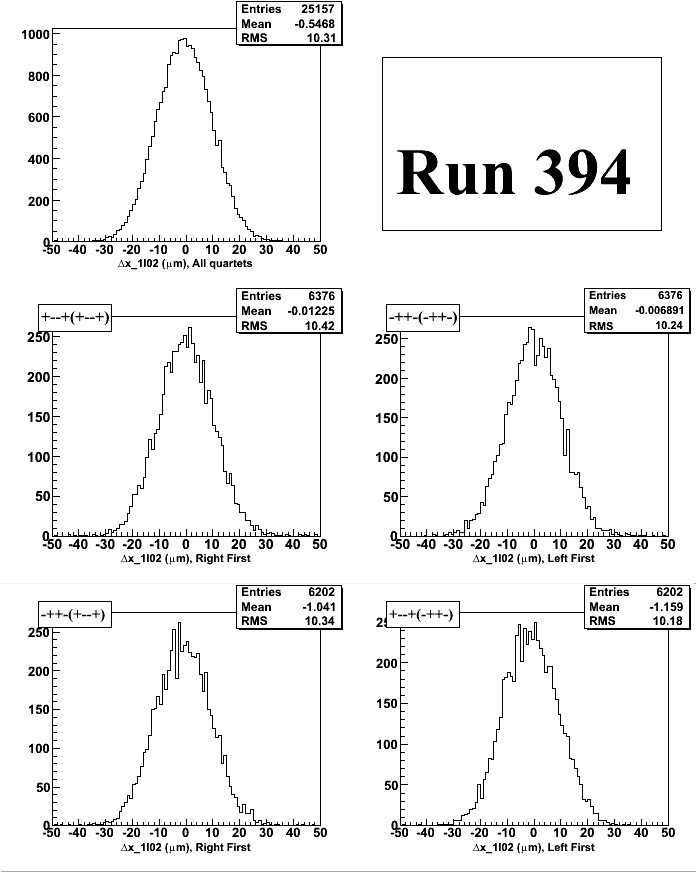 Entries 25157
Mean -0.5468
RMS 10.31
1000
800
600
400
200
0
-50 -40 -30 -20 -10 0 10 20 30 40 50
Δx_1I02 (μm), All quartets
Run 394
+--+(+--+)
Entries 6376
Mean -0.01225
RMS 10.42
250
200
150
100
50
0
-50 -40 -30 -20 -10 0 10 20 30 40 50
Δx_1I02 (μm), Right First
-++-(-++-)
Entries 6376
Mean -0.006891
RMS 10.24
250
200
150
100
50
0
-50 -40 -30 -20 -10 0 10 20 30 40 50
Δx_1I02 (μm), Left First
-++-(+--+)
Entries 6202
Mean -1.041
RMS 10.34
250
200
150
100
50
0
-50 -40 -30 -20 -10 0 10 20 30 40 50
Δx_1I02 (μm), Right First
+--+(-++-)
Entries 6202
Mean -1.159
RMS 10.18
200
150
100
50
0
-50 -40 -30 -20 -10 0 10 20 30 40 50
Δx_1I02 (μm), Left First